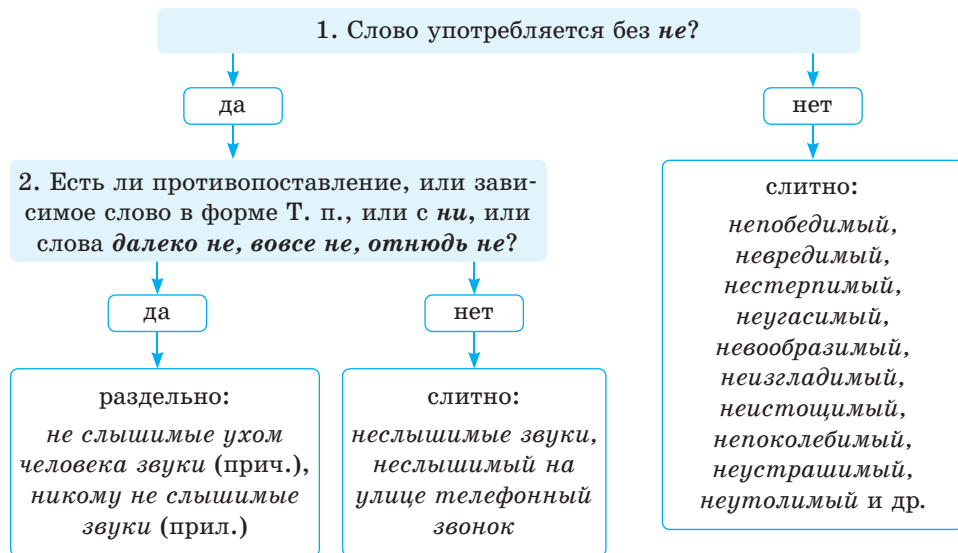 1. Слово употребляется без не?
да
нет
2. Есть ли противопоставление, или зави-
симое слово в форме Т. п., или с ни, или
слова далеко не, вовсе не, отнюдь не?
да
нет
раздельно:
не слышимые ухом
человека звуки (прич.),
никому не слышимые
звуки (прил.)
слитно:
неслышимые звуки,
неслышимый на
улице телефонный
звонок
слитно:
непобедимый,
невредимый,
нестерпимый,
неугасимый,
невообразимый,
неизгладимый,
неистощимый,
непоколебимый,
неустрашимый,
неутолимый и др.